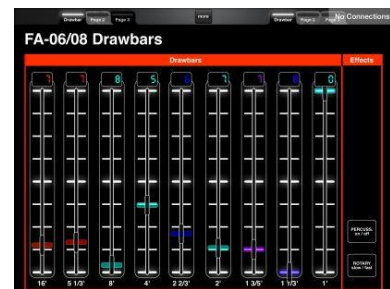 Drawbar Page 2 Page 3 more Drawbar Page 2 No Connections
FA-06/08 Drawbars
Drawbars Effects
7 7 8 5 6 7 7 8 0
PERCUSS.
on / off
ROTARY
slow / fast
16' 5 1/3' 8' 4' 2 2/3' 2' 1 3/5' 1 1/3' 1'